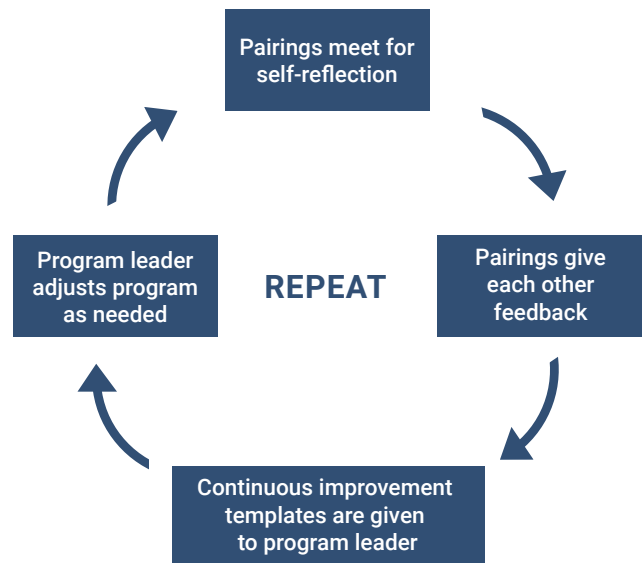 Pairings meet for
self-reflection
Pairings give
each other
feedback
Continuous improvement
templates are given
to program leader
Program leader
adjusts program
as needed
REPEAT